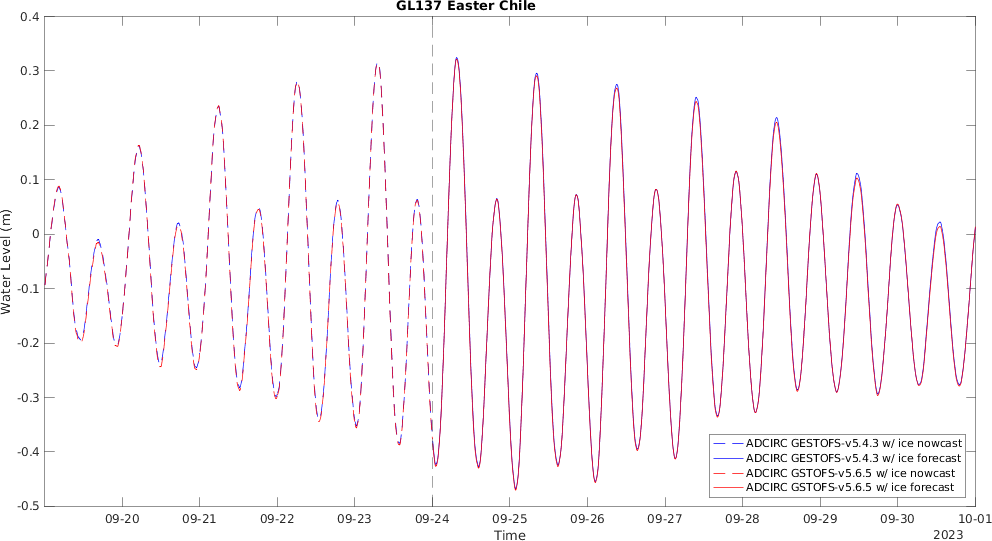 GL137 Easter Chile
0.4
0.3
0.2
0.1
0
-0.1
-0.2
-0.3
-0.4
-0.5
Water Level (m)
ADCIRC GESTOFS-v5.4.3 w/ ice nowcast
ADCIRC GESTOFS-v5.4.3 w/ ice forecast
ADCIRC GSTOFS-v5.6.5 w/ ice nowcast
ADCIRC GSTOFS-v5.6.5 w/ ice forecast
09-20 09-21 09-22 09-23 09-24 09-25 09-26 09-27 09-28 09-29 09-30 10-01
Time 2023